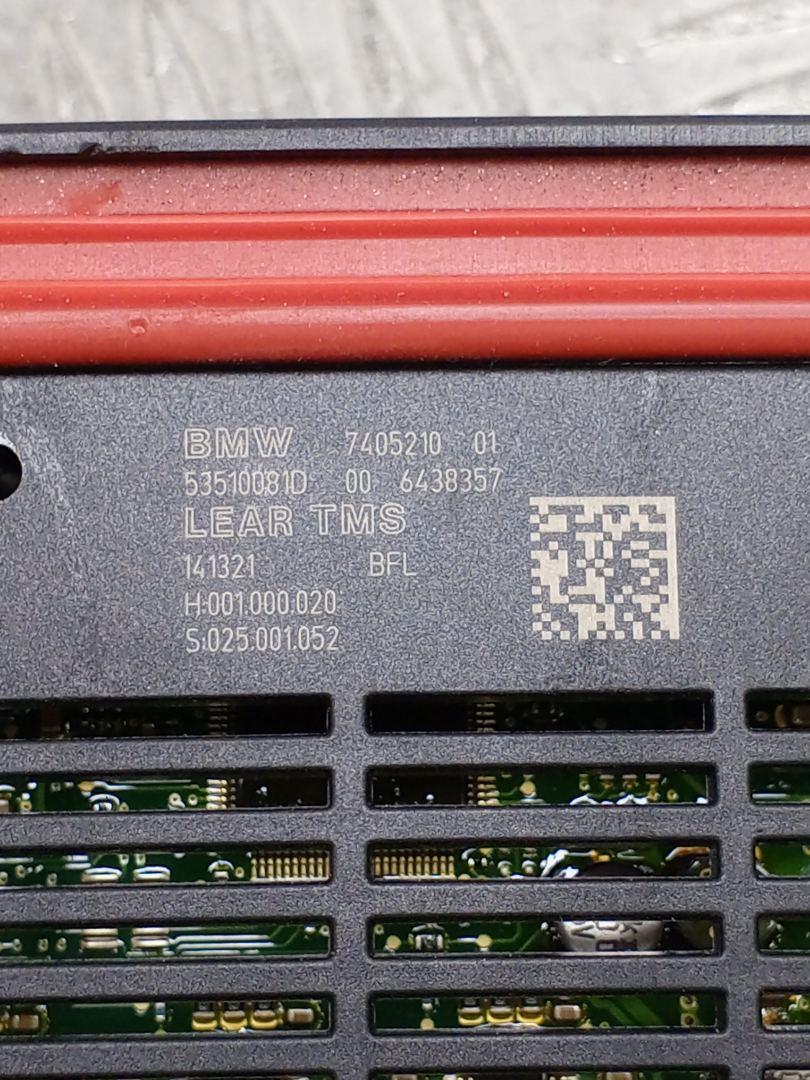 BMW 7405210 01
53510081D 00 6438357
LEAR TMS
141321 BFL
H:001.000.020
S:025.001.052